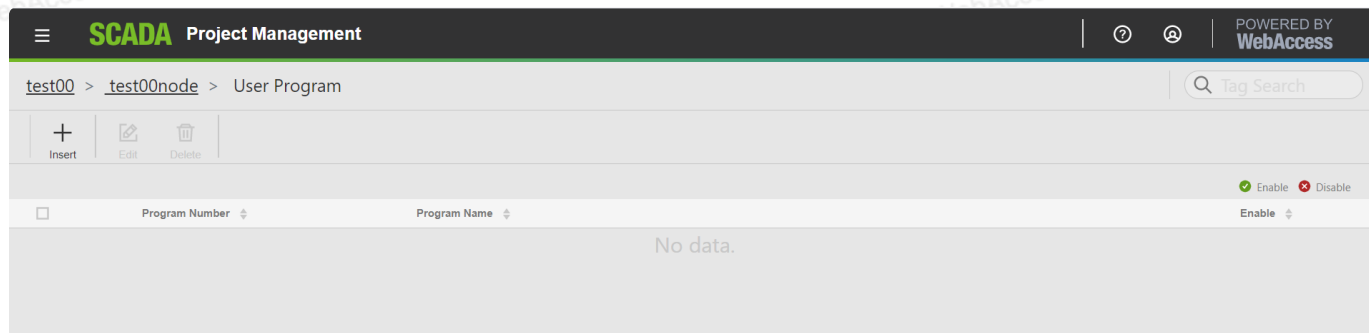 SCADA Project Management
POWERED BY
WebAccess
test00 > _test00node > User Program
Tag Search
Insert Edit Delete
Enable Disable
Program Number Program Name Enable
No data.